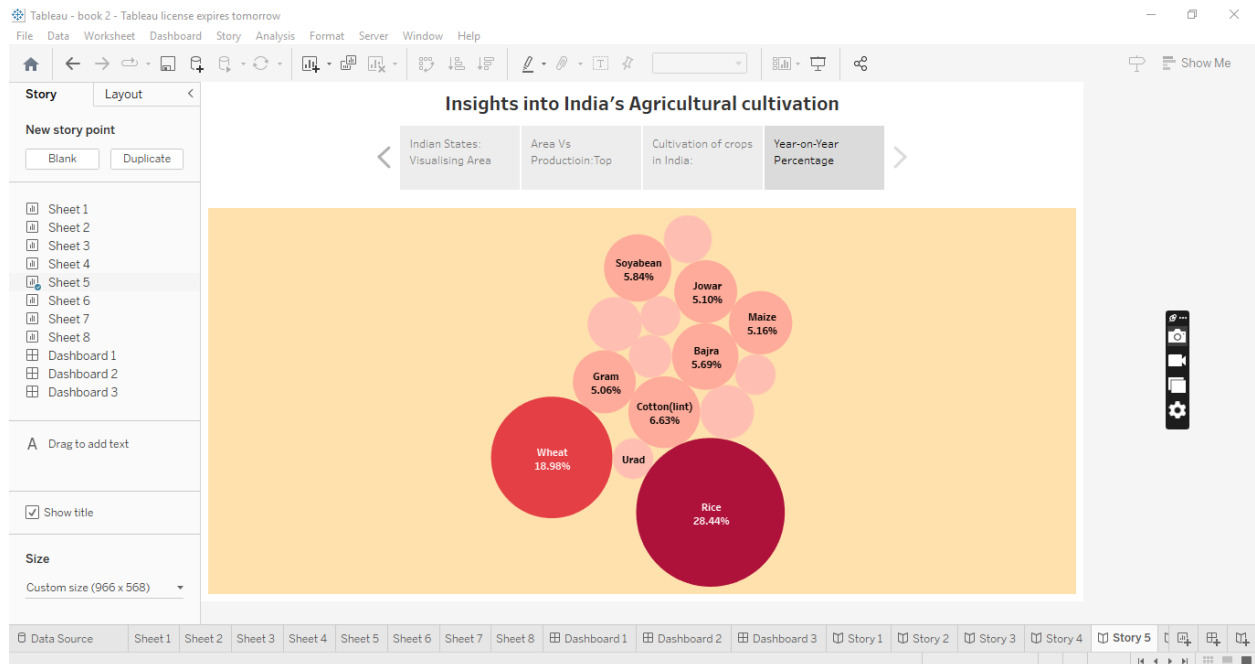 Tableau - book 2 - Tableau license expires tomorrow
File Data Worksheet Dashboard Story Analysis Format Server Window Help
Show Me
Story Layout
New story point
Blank Duplicate
Sheet 1
Sheet 2
Sheet 3
Sheet 4
Sheet 5
Sheet 6
Sheet 7
Sheet 8
Dashboard 1
Dashboard 2
Dashboard 3
A Drag to add text
Show title
Size
Custom size (966 x 568)
Insights into India's Agricultural cultivation
Indian States:
Visualising Area
Area Vs
Productioin:Top
Cultivation of crops
in India:
Year-on-Year
Percentage
Soyabean
5.84%
Jowar
5.10%
Maize
5.16%
Bajra
5.69%
Gram
5.06%
Cotton(lint)
6.63%
Wheat
18.98%
Urad
Rice
28.44%
Data Source Sheet 1 Sheet 2 Sheet 3 Sheet 4 Sheet 5 Sheet 6 Sheet 7 Sheet 8 Dashboard 1 Dashboard 2 Dashboard 3 Story 1 Story 2 Story 3 Story 4 Story 5